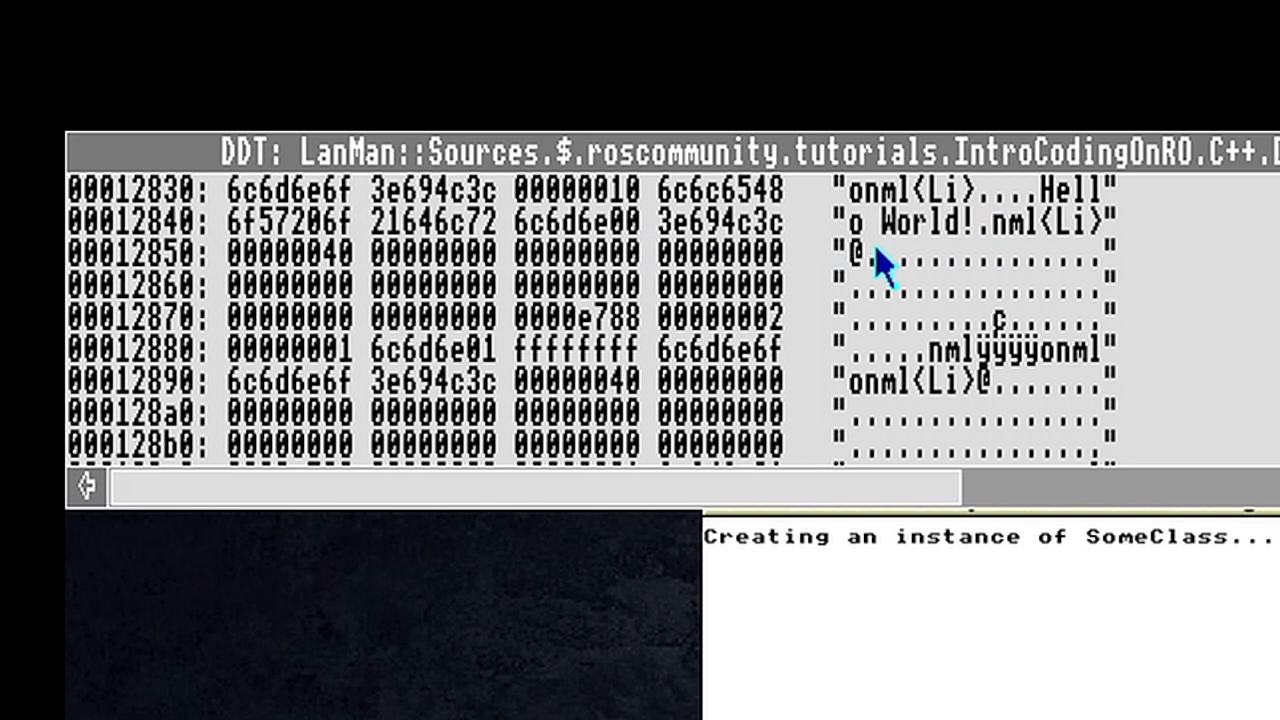 DDT: LanMan::Sources.$.roscommunity.tutorials.IntroCodingOnRO.C++.D
00012830: 6c6d6e6f 3e694c3c 00000010 6c6c6548 "onml<Li>....Hell"
00012840: 6f57206f 21646c72 6c6d6e00 3e694c3c "o World!.nml<Li>"
00012850: 00000040 00000000 00000000 00000000 "@..............."
00012860: 00000000 00000000 00000000 00000000 "................"
00012870: 00000000 00000000 0000e788 00000002 ".........ç......"
00012880: 00000001 6c6d6e01 ffffffff 6c6d6e6f ".....nmlÿÿÿÿonml"
00012890: 6c6d6e6f 3e694c3c 00000040 00000000 "onml<Li>@......."
000128a0: 00000000 00000000 00000000 00000000 "................"
000128b0: 00000000 00000000 00000000 00000000 "................"
Creating an instance of SomeClass...